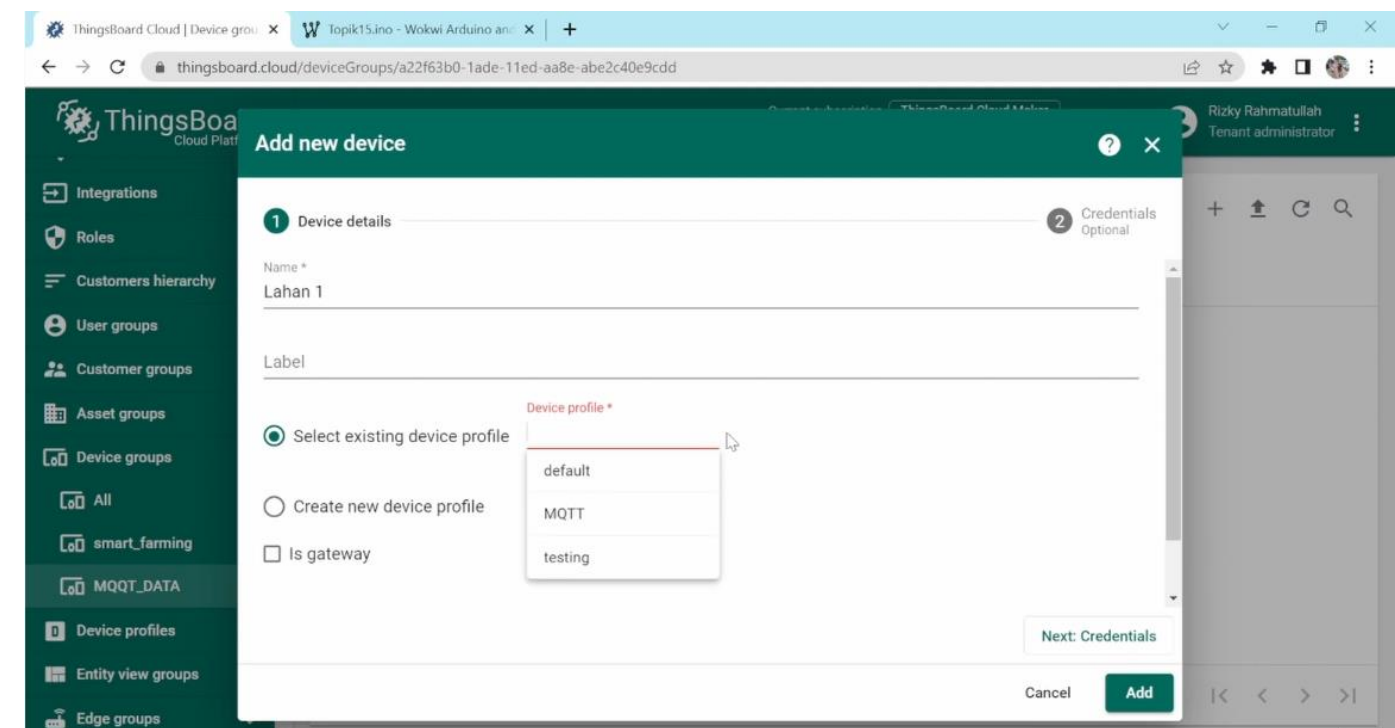 ThingsBoard Cloud | Device grou
Topik15.ino - Wokwi Arduino and
thingsboard.cloud/deviceGroups/a22f63b0-1ade-11ed-aa8e-abe2c40e9cdd
ThingsBoa
Cloud Platf
Rizky Rahmatullah
Tenant administrator
Add new device
Integrations
Roles
Customers hierarchy
User groups
Customer groups
Asset groups
Device groups
All
smart_farming
MQQT_DATA
Device profiles
Entity view groups
Edge groups
1 Device details
2 Credentials
Optional
Name *
Lahan 1
Label
Device profile *
Select existing device profile
default
MQTT
testing
Create new device profile
Is gateway
Next: Credentials
Cancel
Add